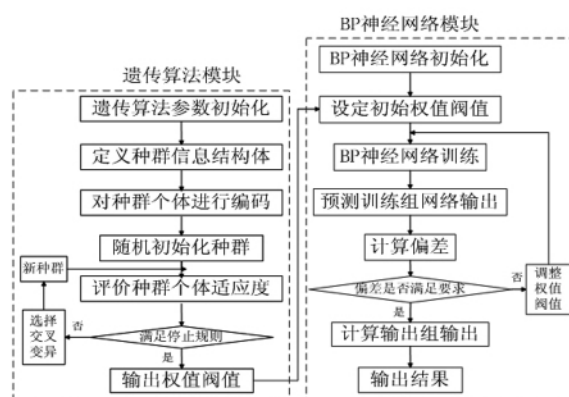 遗传算法模块
遗传算法参数初始化
定义种群信息结构体
对种群个体进行编码
随机初始化种群
新种群
评价种群个体适应度
选择
交叉
变异
否
满足停止规则
是
输出权值阀值
BP神经网络模块
BP神经网络初始化
设定初始权值阀值
BP神经网络训练
预测训练组网络输出
计算偏差
偏差是否满足要求
否
调整
权值
阀值
是
计算输出组输出
输出结果